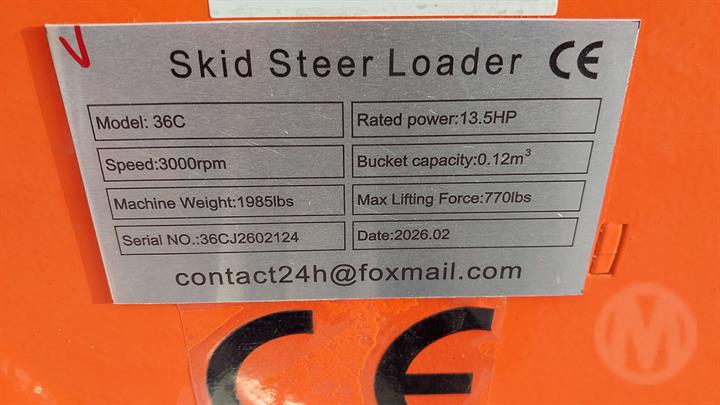 Skid Steer Loader CE
Model: 36C
Rated power:13.5HP
Speed:3000rpm
Bucket capacity:0.12m³
Machine Weight:1985lbs
Max Lifting Force:770lbs
Serial NO.:36CJ2602124
Date:2026.02
contact24h@foxmail.com
CE
M